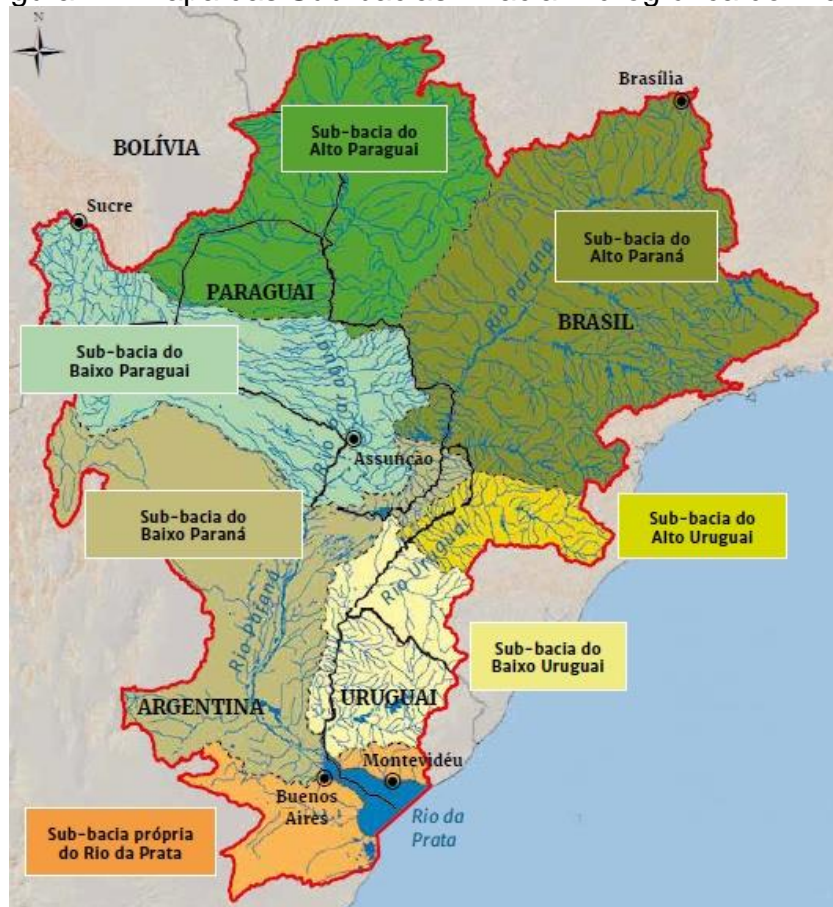 N
Brasília
BOLÍVIA
Sub-bacia do
Alto Paraguai
Sucre
Sub-bacia do
Alto Paraná
Rio Paraná
PARAGUAI
BRASIL
Sub-bacia do
Baixo Paraguai
Rio Paraguai
Assunção
Sub-bacia do
Baixo Paraná
Sub-bacia do
Alto Uruguai
Rio Uruguai
Rio Paraná
Sub-bacia do
Baixo Uruguai
ARGENTINA
URUGUAI
Montevidéu
Buenos
Aires
Rio da
Prata
Sub-bacia própria
do Rio da Prata